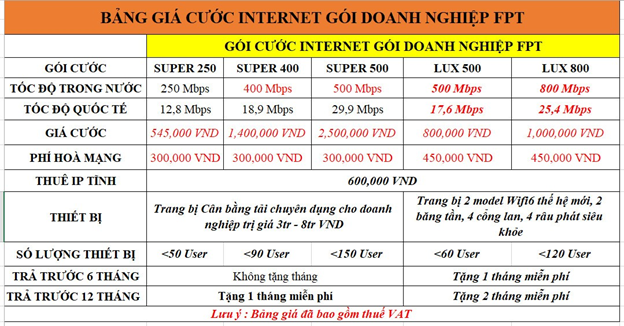 BẢNG GIÁ CƯỚC INTERNET GÓI DOANH NGHIỆP FPT
GÓI CƯỚC INTERNET GÓI DOANH NGHIỆP FPT
GÓI CƯỚC SUPER 250 SUPER 400 SUPER 500 LUX 500 LUX 800
TỐC ĐỘ TRONG NƯỚC 250 Mbps 400 Mbps 500 Mbps 500 Mbps 800 Mbps
TỐC ĐỘ QUỐC TẾ 12,8 Mbps 18,9 Mbps 29,9 Mbps 17,6 Mbps 25,4 Mbps
GIÁ CƯỚC 545,000 VND 1,400,000 VND 2,500,000 VND 800,000 VND 1,000,000 VND
PHÍ HOÀ MẠNG 300,000 VND 300,000 VND 300,000 VND 450,000 VND 450,000 VND
THUÊ IP TĨNH 600,000 VND
THIẾT BỊ
Trang bị Cân bằng tải chuyên dụng cho doanh
nghiệp trị giá 3tr - 8tr VND
Trang bị 2 model Wifi6 thế hệ mới, 2
băng tần, 4 cổng lan, 4 râu phát siêu
khỏe
SỐ LƯỢNG THIẾT BỊ <50 User <90 User <150 User <60 User <120 User
TRẢ TRƯỚC 6 THÁNG Không tặng tháng Tặng 1 tháng miễn phí
TRẢ TRƯỚC 12 THÁNG Tặng 1 tháng miễn phí Tặng 2 tháng miễn phí
Lưu ý : Bảng giá đã bao gồm thuế VAT